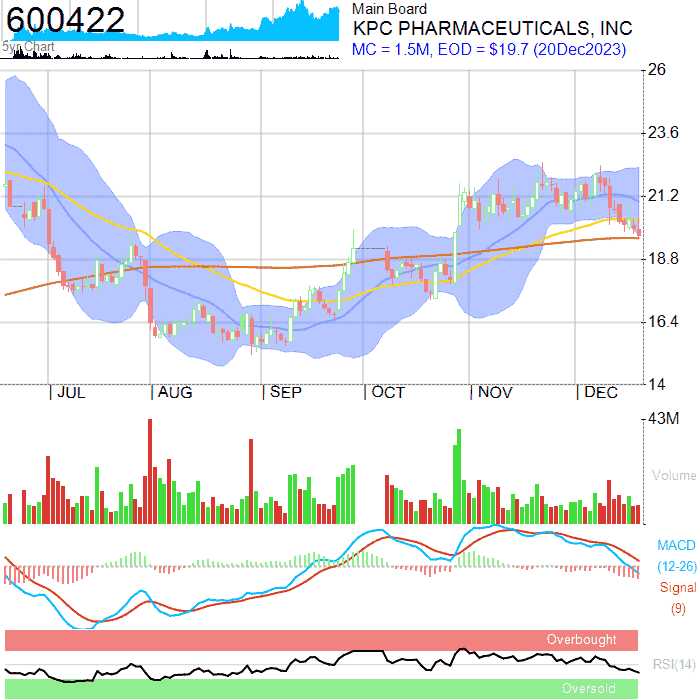 600422
5yr Chart
Main Board
KPC PHARMACEUTICALS, INC
MC = 1.5M, EOD = $19.7 (20Dec2023)
26
23.6
21.2
18.8
16.4
14
| JUL | AUG | SEP | OCT | NOV | DEC
43M
Volume
MACD
(12-26)
Signal
(9)
Overbought
RSI(14)
Oversold